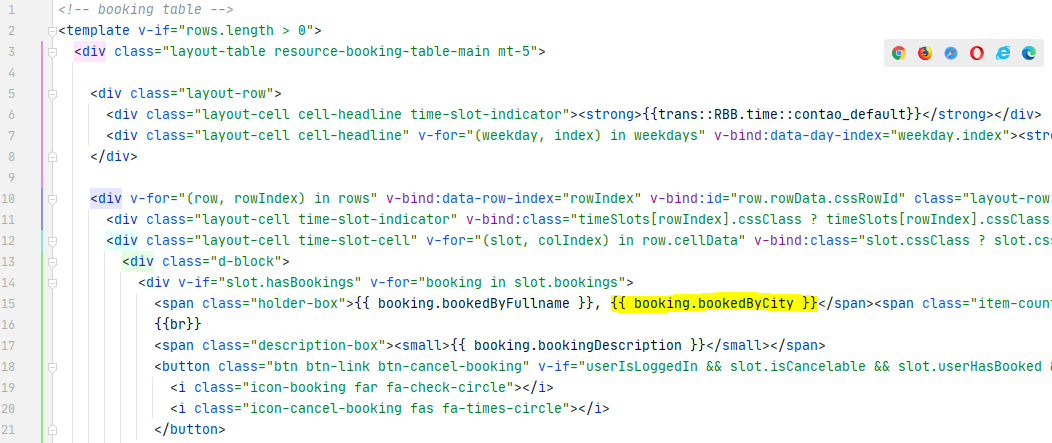 1 <!-- booking table -->
2 <template v-if="rows.length > 0">
3 <div class="layout-table resource-booking-table-main mt-5">
4
5 <div class="layout-row">
6 <div class="layout-cell cell-headline time-slot-indicator"><strong>{{trans::RBB.time::contao_default}}</strong></div>
7 <div class="layout-cell cell-headline" v-for="(weekday, index) in weekdays" v-bind:data-day-index="weekday.index"><stro
8 </div>
9
10 <div v-for="(row, rowIndex) in rows" v-bind:data-row-index="rowIndex" v-bind:id="row.rowData.cssRowId" class="layout-row
11 <div class="layout-cell time-slot-indicator" v-bind:class="timeSlots[rowIndex].cssClass ? timeSlots[rowIndex].cssClass
12 <div class="layout-cell time-slot-cell" v-for="(slot, colIndex) in row.cellData" v-bind:class="slot.cssClass ? slot.css
13 <div class="d-block">
14 <div v-if="slot.hasBookings" v-for="booking in slot.bookings">
15 <span class="holder-box">{{ booking.bookedByFullname }}, {{ booking.bookedByCity }}</span><span class="item-coun
16 {{br}}
17 <span class="description-box"><small>{{ booking.bookingDescription }}</small></span>
18 <button class="btn btn-link btn-cancel-booking" v-if="userIsLoggedIn && slot.isCancelable && slot.userHasBooked &
19 <i class="icon-booking far fa-check-circle"></i>
20 <i class="icon-cancel-booking fas fa-times-circle"></i>
21 </button>